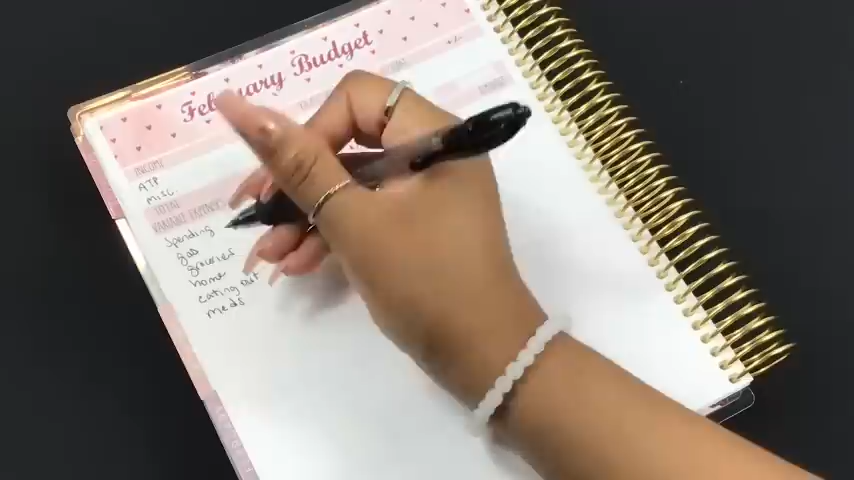 February Budget
+/-
INCOME
ATP
misc.
TOTAL
VARIABLE EXPENSES
spending
gas
groceries
home
eating out
meds